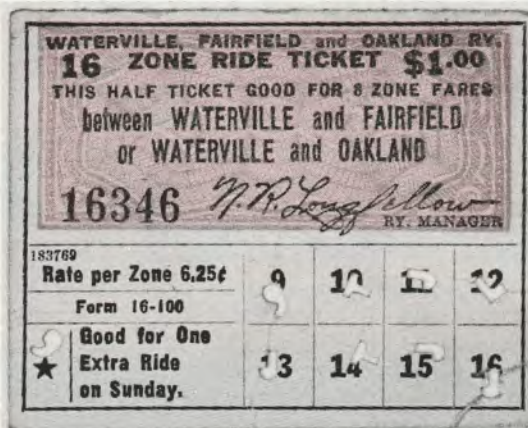 WATERVILLE, FAIRFIELD and OAKLAND RY.
16 ZONE RIDE TICKET $1.00
THIS HALF TICKET GOOD FOR 8 ZONE FARES
between WATERVILLE and FAIRFIELD
or WATERVILLE and OAKLAND
16346 N. R. Longfellow
RY. MANAGER
183769
Rate per Zone 6,25¢
Form 16-100
9 10 11 12
★ Good for One
Extra Ride
on Sunday.
13 14 15 16